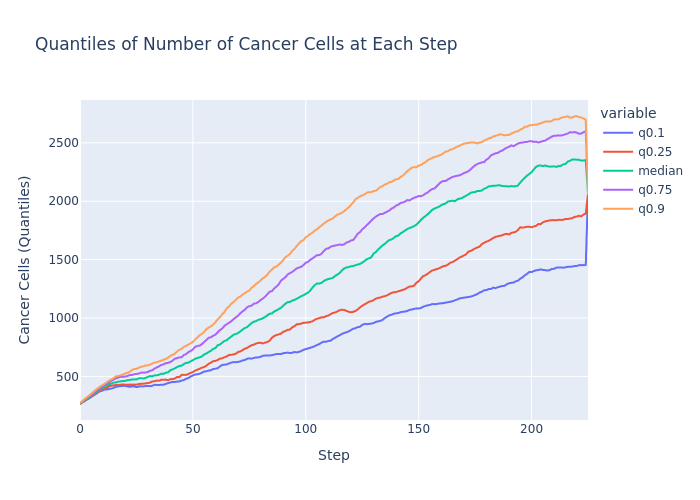 Quantiles of Number of Cancer Cells at Each Step
variable
q0.1
q0.25
median
q0.75
q0.9
Cancer Cells (Quantiles)
2500
2000
1500
1000
500
0
50
100
150
200
Step